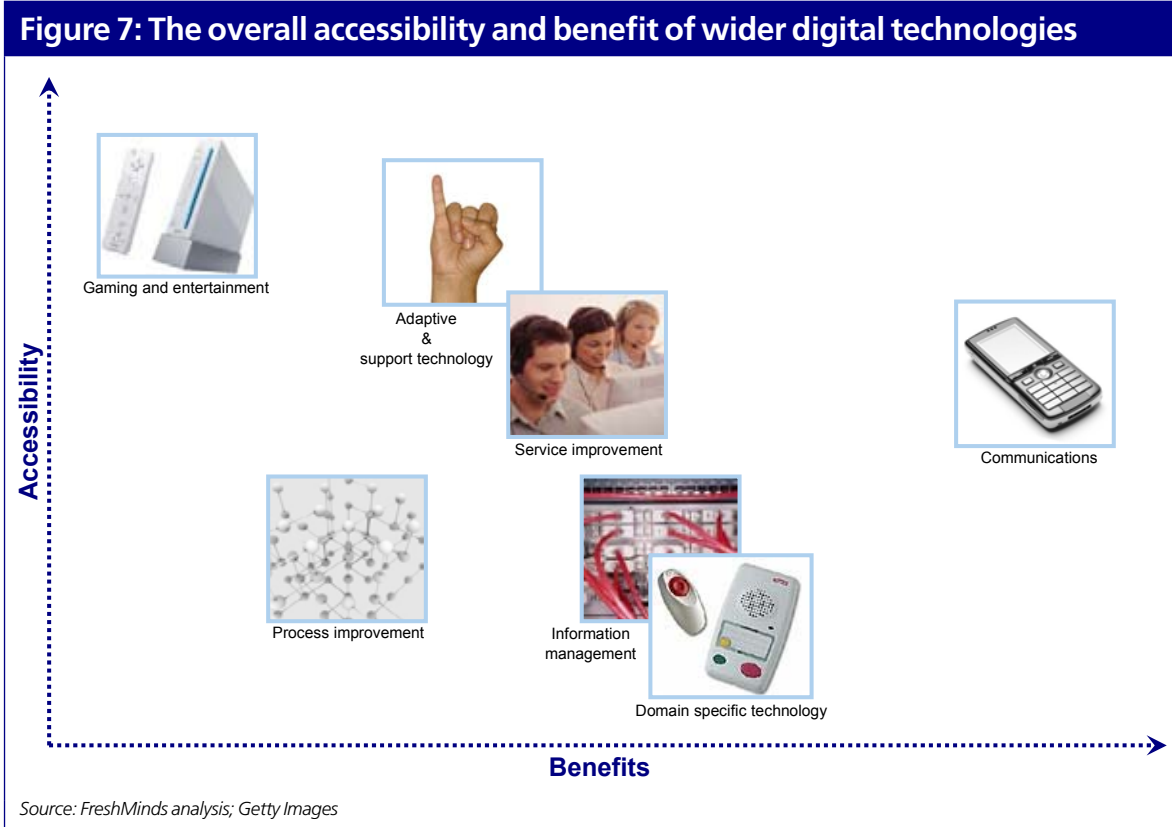 Figure 7: The overall accessibility and benefit of wider digital technologies
Gaming and entertainment
Adaptive
&
support technology
Service improvement
Communications
Accessibility
Process improvement
Information
management
Domain specific technology
Benefits
Source: FreshMinds analysis; Getty Images